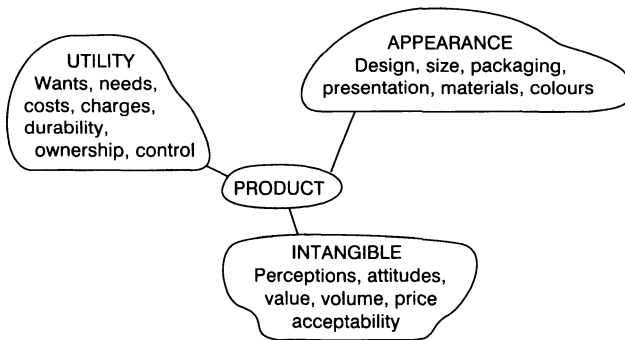 UTILITY
Wants, needs,
costs, charges,
durability,
ownership, control
APPEARANCE
Design, size, packaging,
presentation, materials, colours
PRODUCT
INTANGIBLE
Perceptions, attitudes,
value, volume, price
acceptability